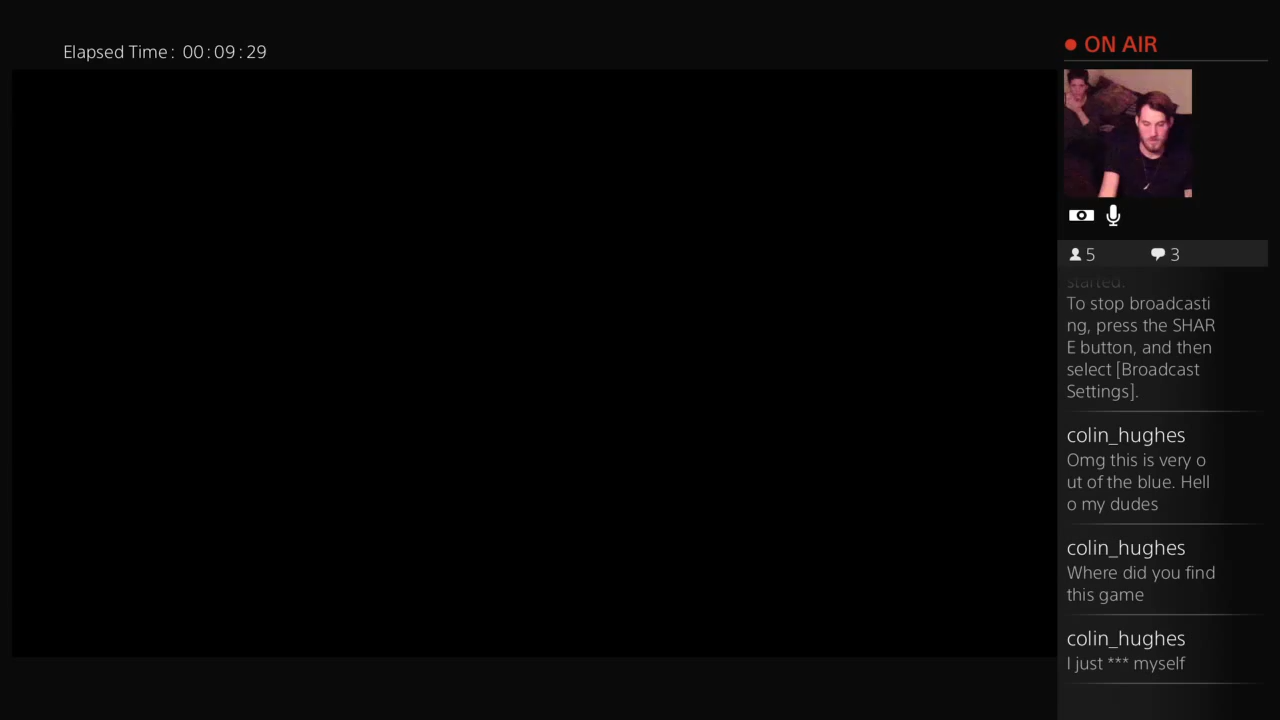 Elapsed Time: 00:09:29
ON AIR
5
3
started.
To stop broadcasti
ng, press the SHAR
E button, and then
select [Broadcast
Settings].
colin_hughes
Omg this is very o
ut of the blue. Hell
o my dudes
colin_hughes
Where did you find
this game
colin_hughes
I just *** myself